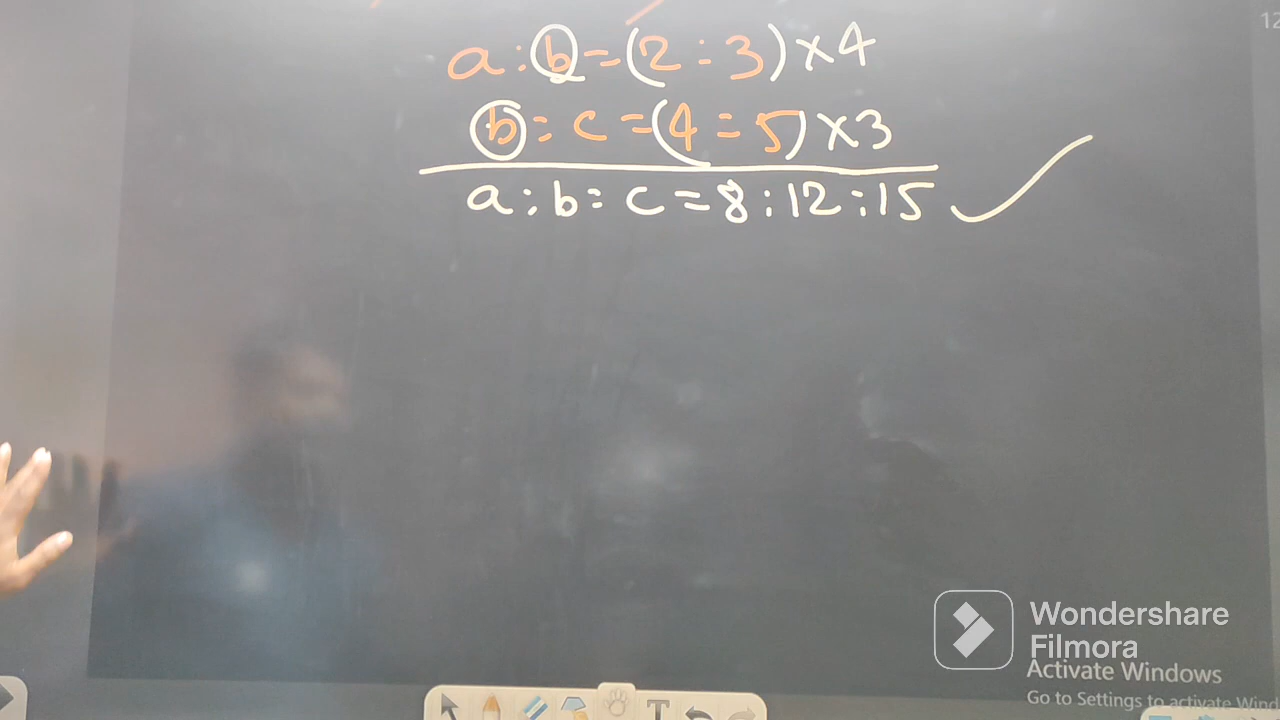 12
a : b = (2 : 3) × 4
b = c = (4 = 5) × 3
a : b = c = 8 : 12 : 15
Wondershare
Filmora
Activate Windows
Go to Settings to activate Wind
T